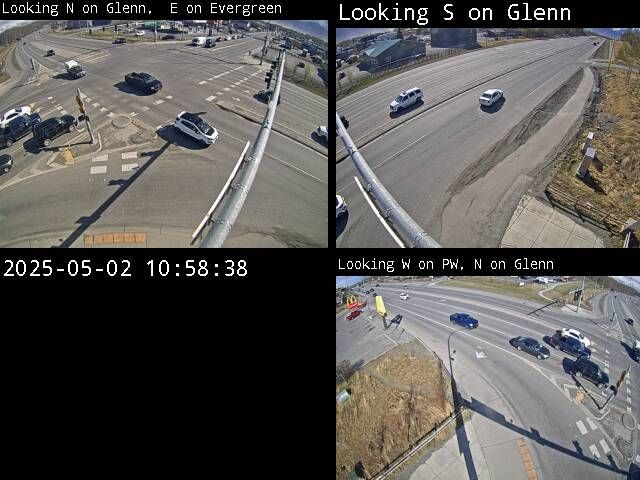 Looking N on Glenn,  E on Evergreen
Looking S on Glenn
2025-05-02 10:58:38
Looking W on PW, N on Glenn